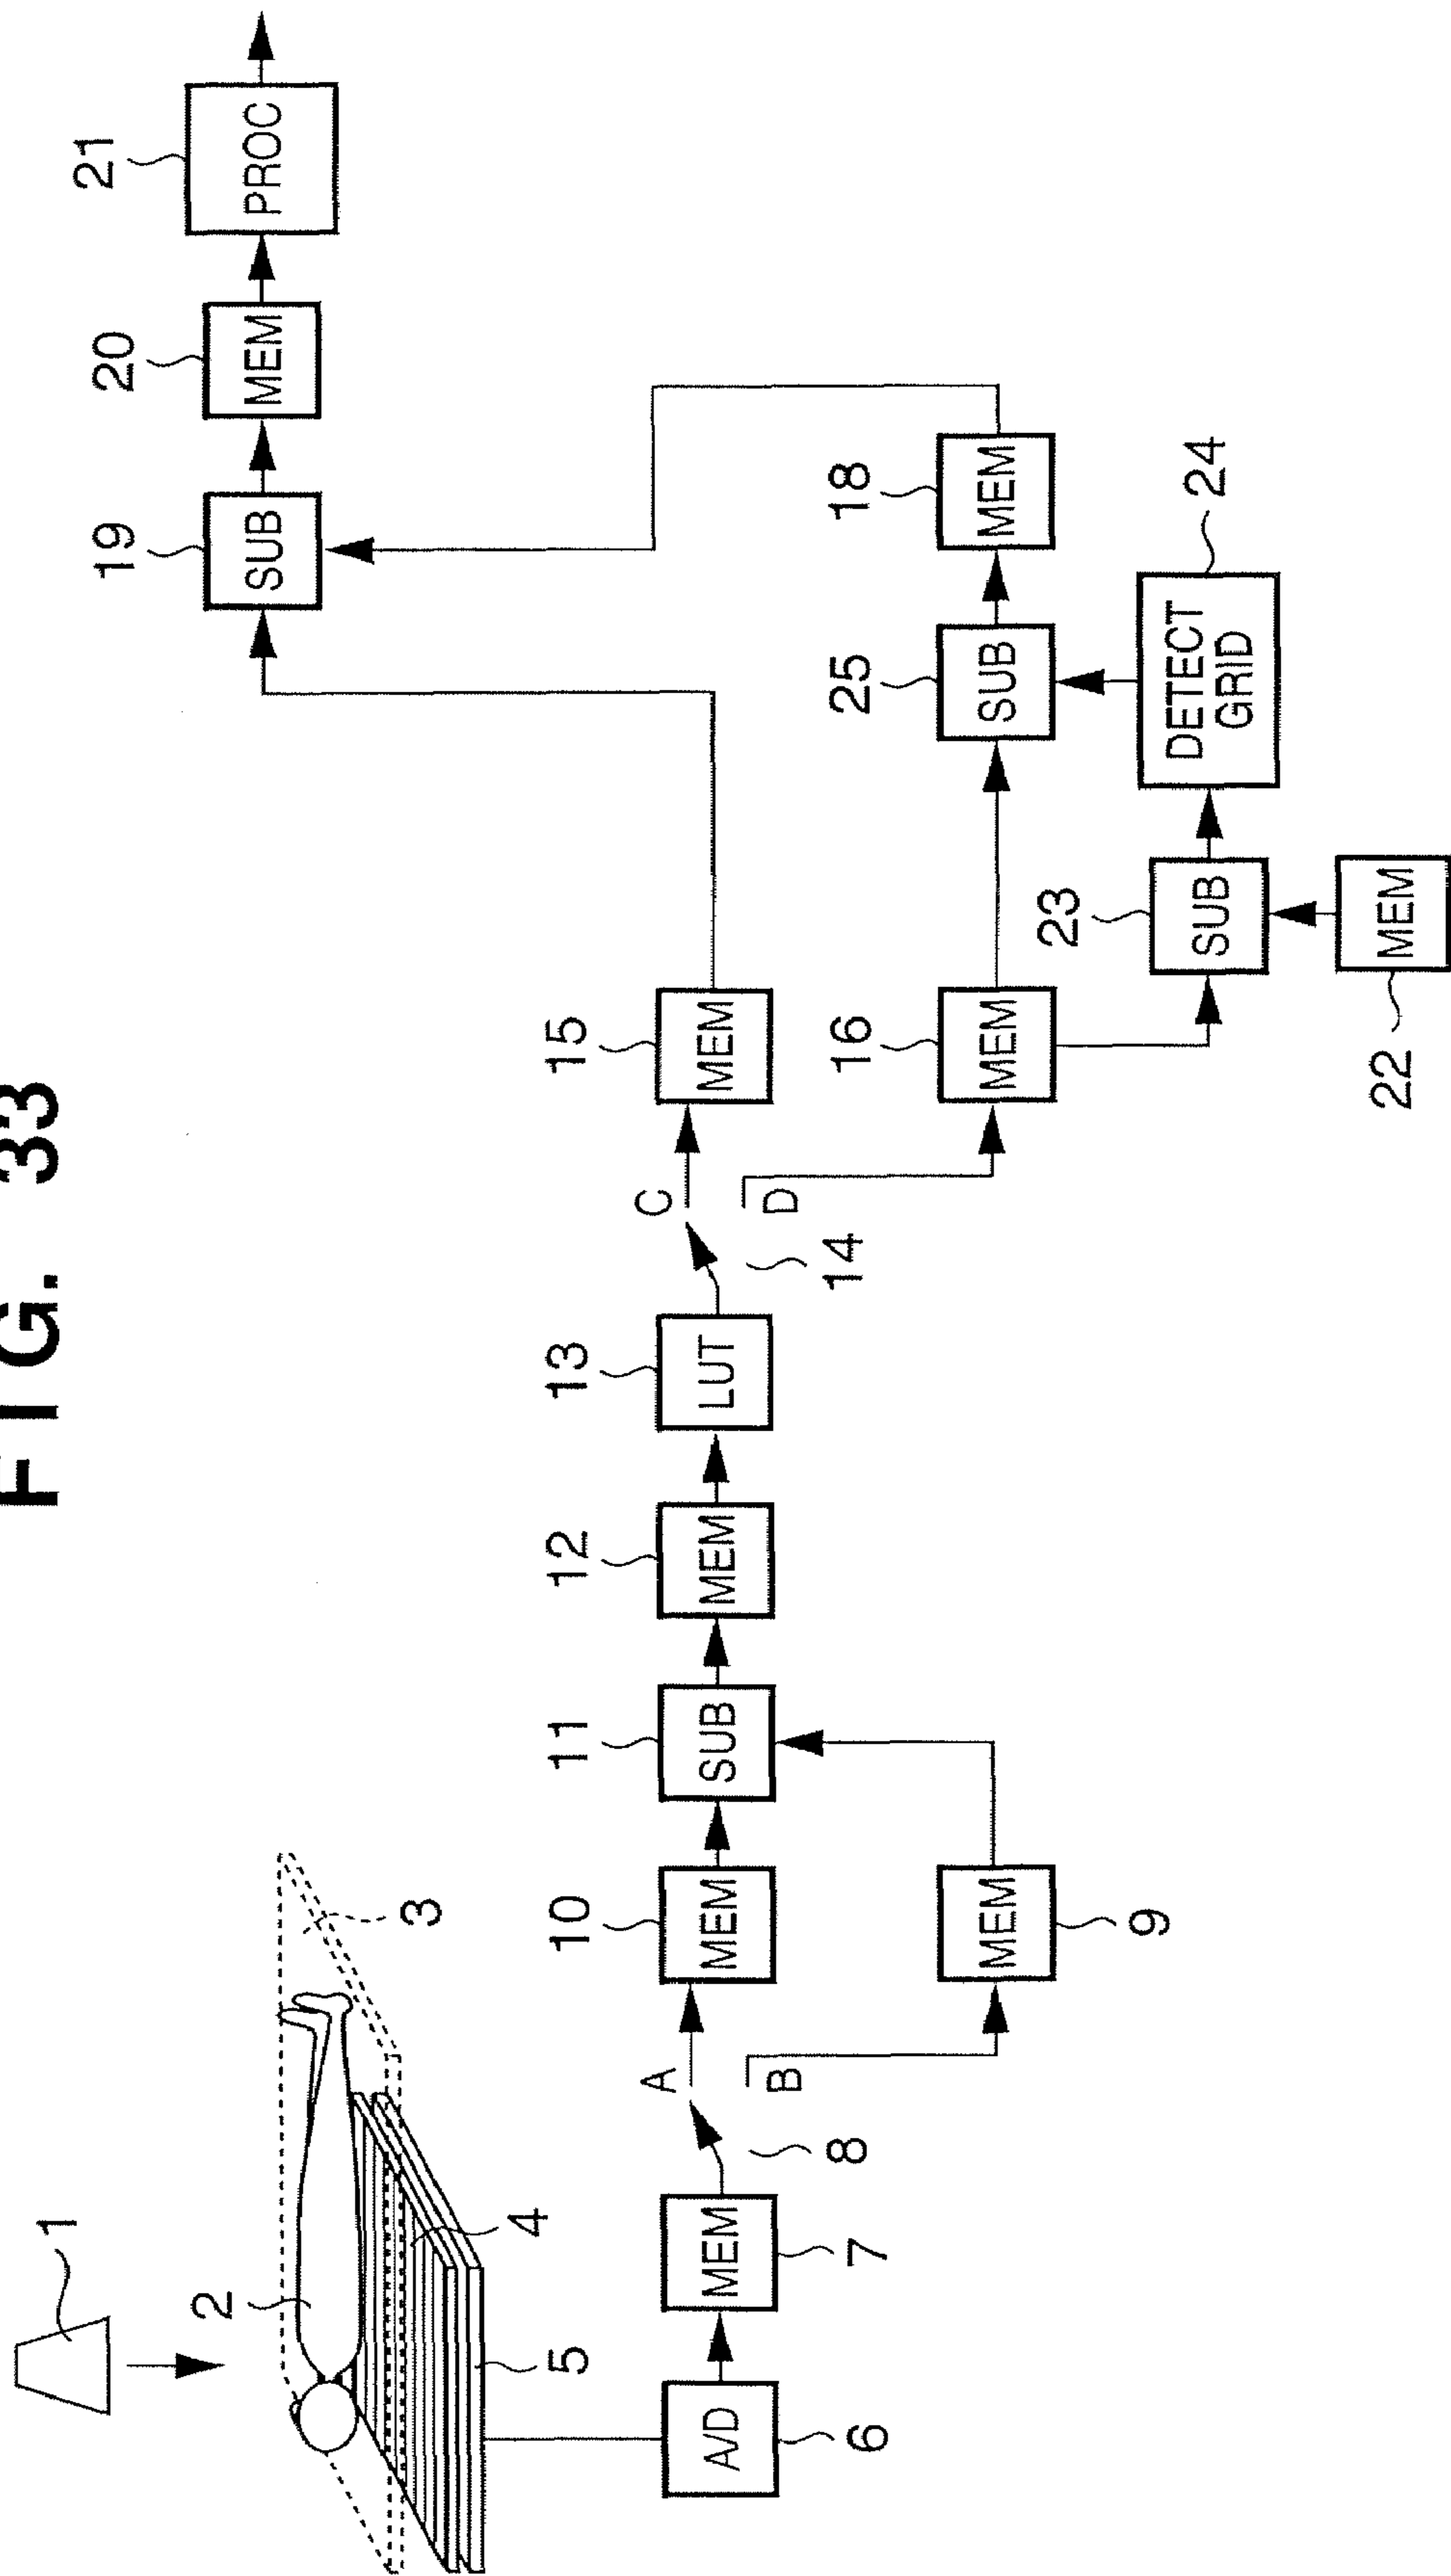 FIG. 33
1
2
3
4
5
A/D
6
MEM
7
8
A
B
MEM
10
MEM
9
SUB
11
MEM
12
LUT
13
14
C
D
MEM
15
MEM
16
MEM
22
SUB
23
DETECT
GRID
24
SUB
25
MEM
18
SUB
19
MEM
20
PROC
21